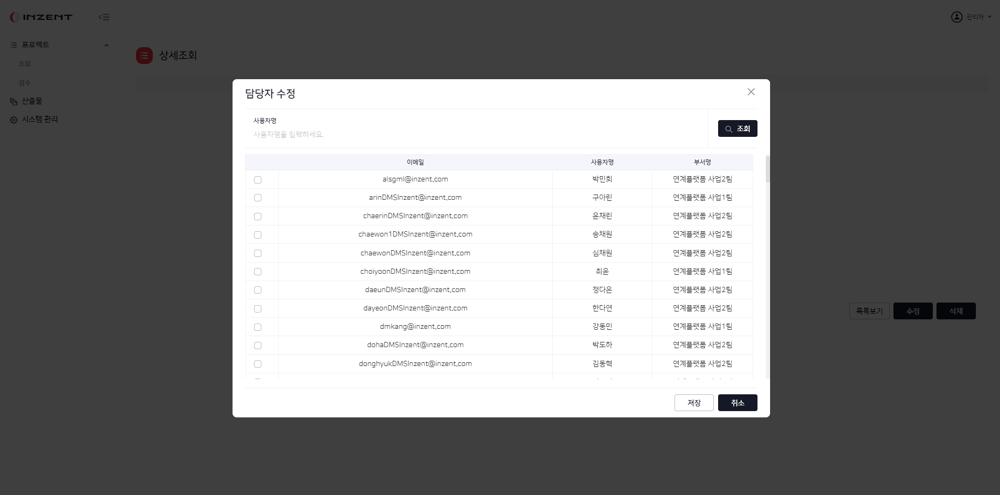 INZENT
관리자
프로젝트
조회
검수
산출물
시스템 관리
상세조회
담당자 수정
사용자명
사용자명을 입력하세요.
조회
이메일 사용자명 부서명
alsgml@inzent.com 박민희 연계플랫폼 사업2팀
arinDMSInzent@inzent.com 구아린 연계플랫폼 사업1팀
chaerinDMSInzent@inzent.com 윤채린 연계플랫폼 사업2팀
chaewon1DMSInzent@inzent.com 송채원 연계플랫폼 사업2팀
chaewonDMSInzent@inzent.com 심채원 연계플랫폼 사업2팀
choiyoonDMSInzent@inzent.com 최윤 연계플랫폼 사업1팀
daeunDMSInzent@inzent.com 정다은 연계플랫폼 사업2팀
dayeonDMSInzent@inzent.com 한다연 연계플랫폼 사업2팀
dmkang@inzent.com 강동민 연계플랫폼 사업1팀
dohaDMSInzent@inzent.com 박도하 연계플랫폼 사업2팀
donghyukDMSInzent@inzent.com 김동혁 연계플랫폼 사업2팀
목록보기 수정 삭제
저장 취소